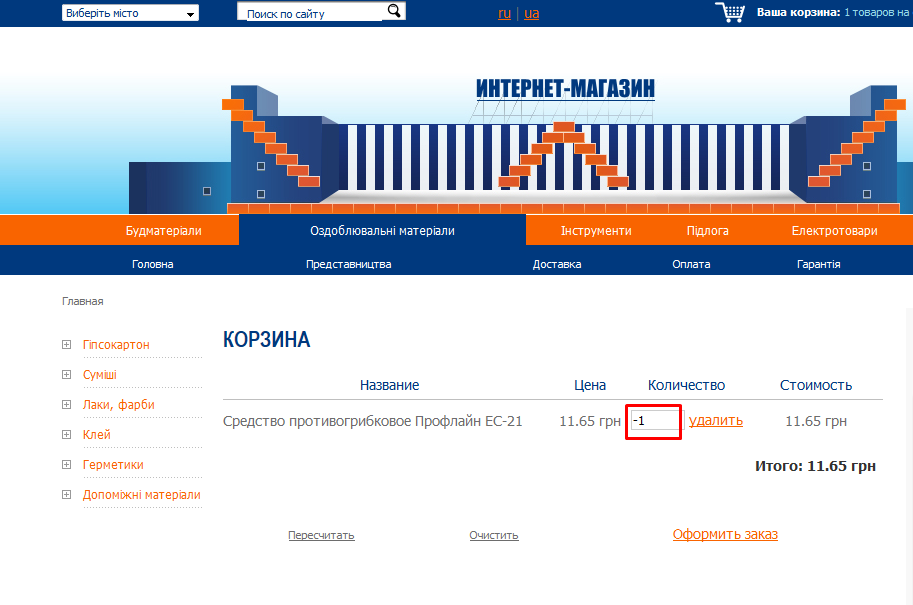 Виберіть місто
Поиск по сайту
ru | ua
Ваша корзина: 1 товаров на
ИНТЕРНЕТ-МАГАЗИН
Будматеріали Оздоблювальні матеріали Інструменти Підлога Електротовари
Головна Представництва Доставка Оплата Гарантія
Главная
Гіпсокартон
Суміші
Лаки, фарби
Клей
Герметики
Допоміжні матеріали
КОРЗИНА
Название Цена Количество Стоимость
Средство противогрибковое Профлайн ЕС-21 11.65 грн -1 удалить 11.65 грн
Итого: 11.65 грн
Пересчитать Очистить Оформить заказ